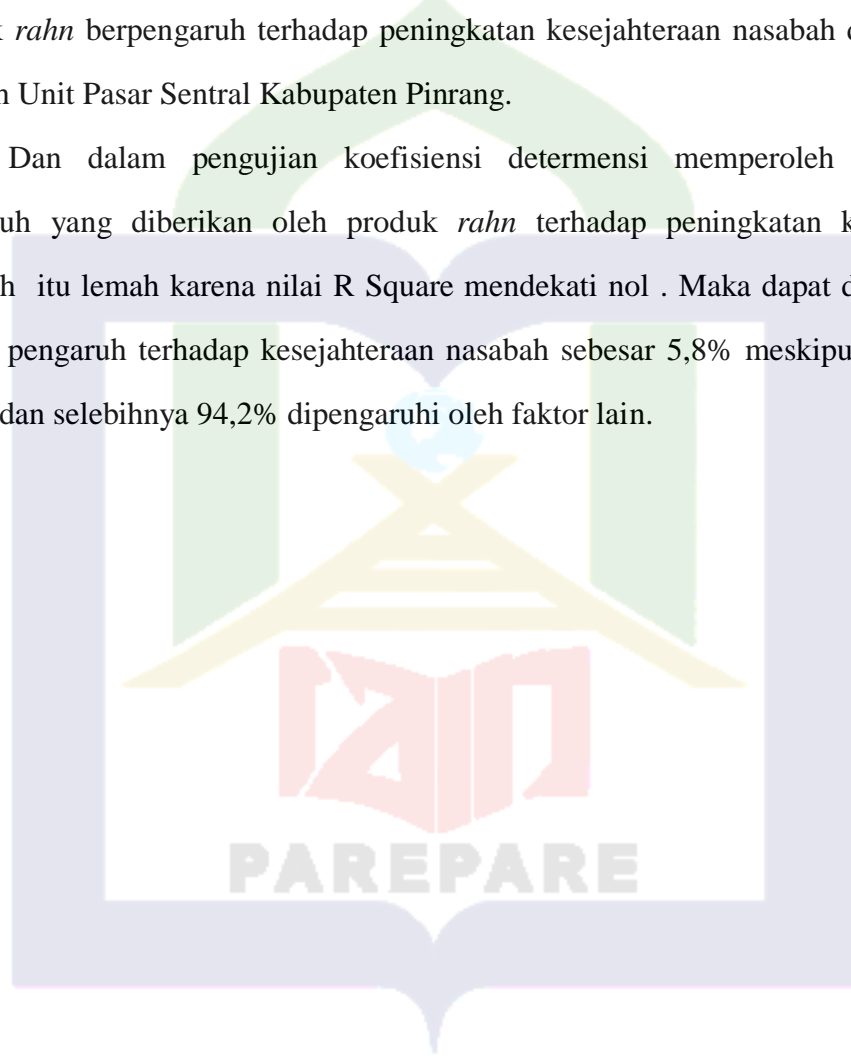 rahn berpengaruh terhadap peningkatan kesejahteraan nasabah
Unit Pasar Sentral Kabupaten Pinrang.
Dan dalam pengujian koefisiensi determensi memperoleh
yang diberikan oleh produk rahn terhadap peningkatan
itu lemah karena nilai R Square mendekati nol . Maka dapat
pengaruh terhadap kesejahteraan nasabah sebesar 5,8%
dan selebihnya 94,2% dipengaruhi oleh faktor lain.
iain
PAREPARE